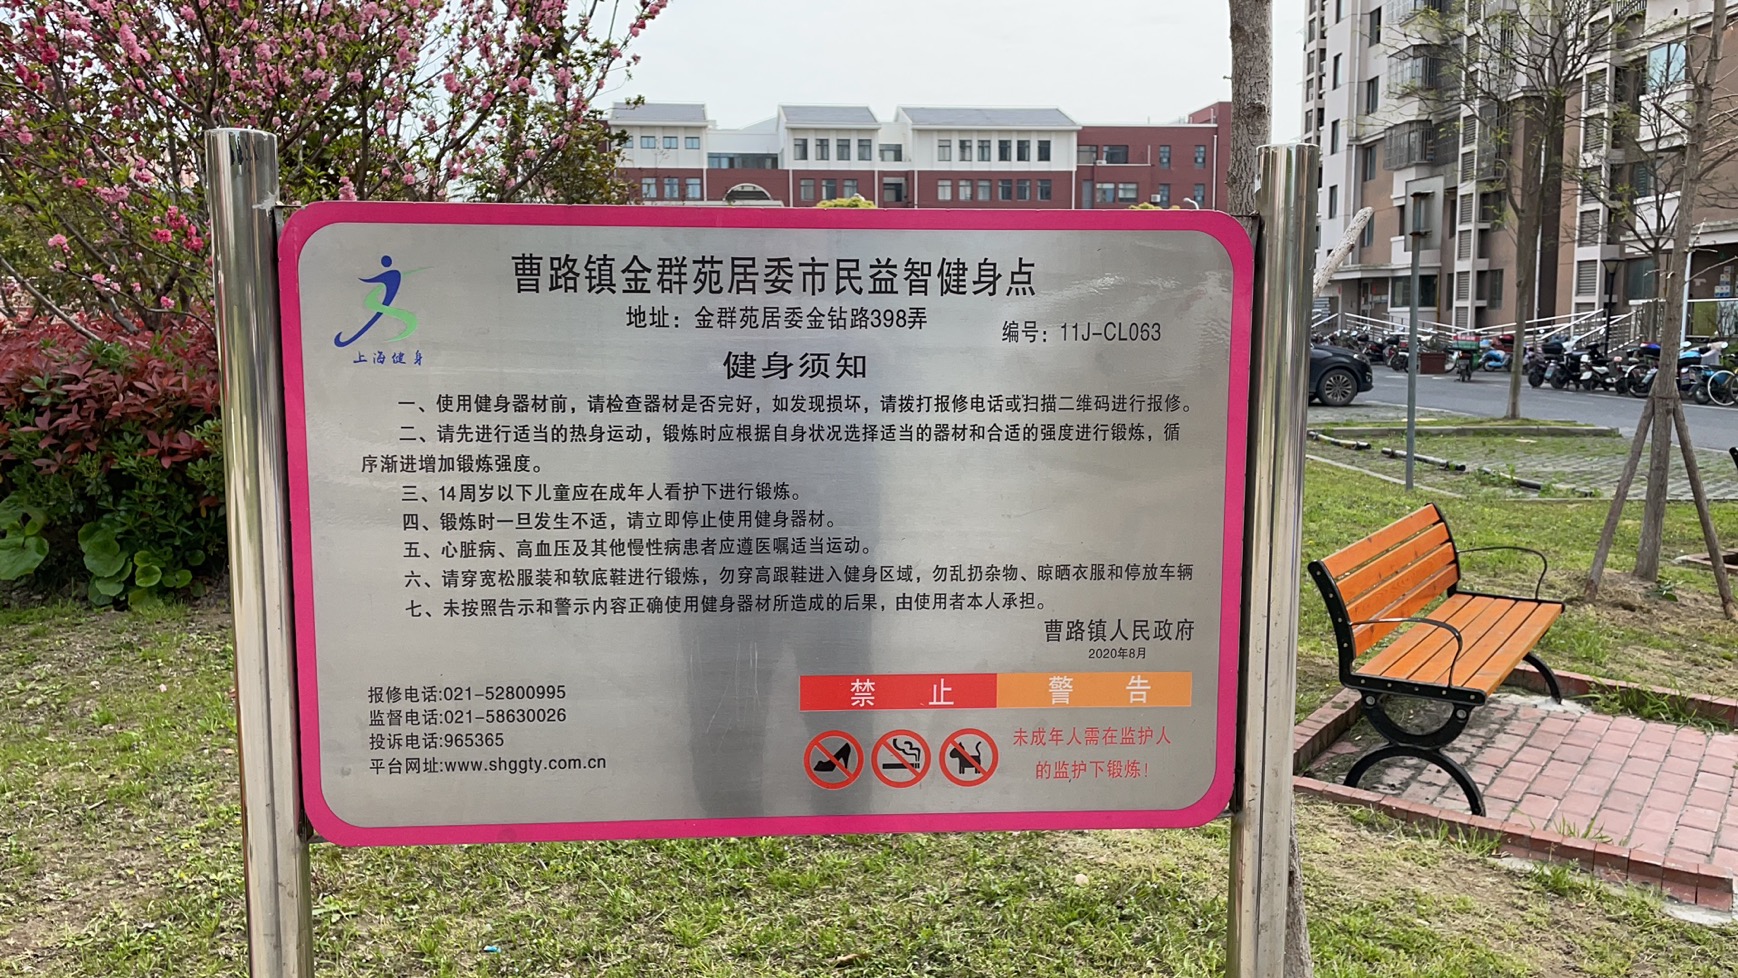 上海健身
曹路镇金群苑居委市民益智健身点
地址：金群苑居委金钻路398弄
编号：11J-CL063
健身须知
一、使用健身器材前，请检查器材是否完好，如发现损坏，请拨打报修电话或扫描二维码进行报修。
二、请先进行适当的热身运动，锻炼时应根据自身状况选择适当的器材和合适的强度进行锻炼，循
序渐进增加锻炼强度。
三、14周岁以下儿童应在成年人看护下进行锻炼。
四、锻炼时一旦发生不适，请立即停止使用健身器材。
五、心脏病、高血压及其他慢性病患者应遵医嘱适当运动。
六、请穿宽松服装和软底鞋进行锻炼，勿穿高跟鞋进入健身区域，勿乱扔杂物、晾晒衣服和停放车辆
七、未按照告示和警示内容正确使用健身器材所造成的后果，由使用者本人承担。
曹路镇人民政府
2020年8月
报修电话:021-52800995
监督电话:021-58630026
投诉电话:965365
平台网址:www.shggty.com.cn
禁 止 警 告
未成年人需在监护人
的监护下锻炼!